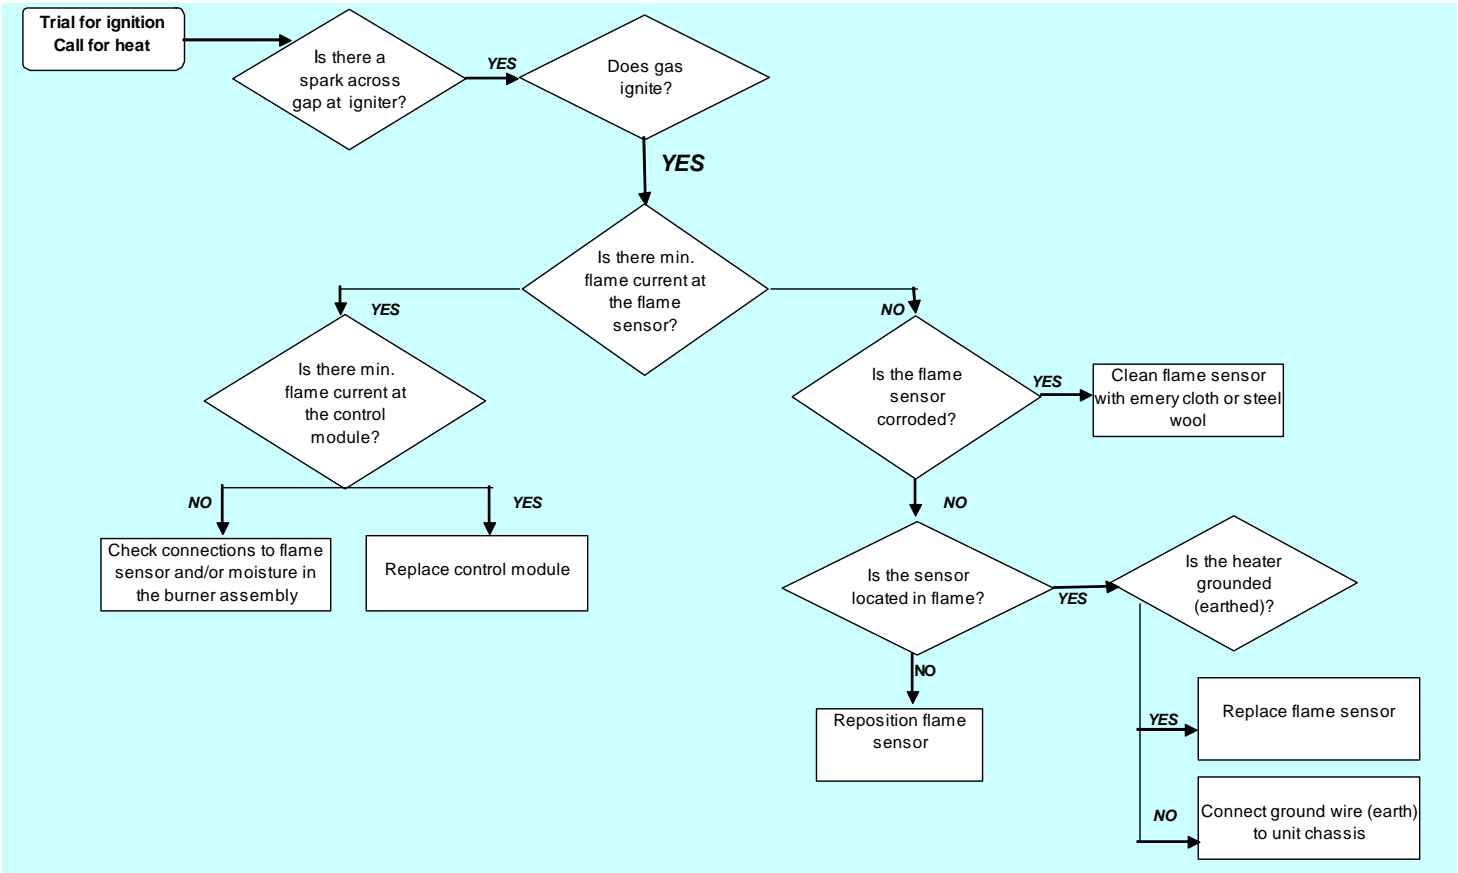 Trial for ignition
Call for heat
Is there a
spark across
gap at igniter?
YES
Does gas
ignite?
YES
Is there min.
flame current at
the flame
sensor?
YES
NO
Is there min.
flame current at
the control
module?
Is the flame
sensor
corroded?
YES
Clean flame sensor
with emery cloth or steel
wool
NO
YES
NO
Check connections to flame
sensor and/or moisture in
the burner assembly
Replace control module
Is the sensor
located in flame?
YES
Is the heater
grounded
(earthed)?
NO
Reposition flame
sensor
YES
Replace flame sensor
NO
Connect ground wire (earth)
to unit chassis